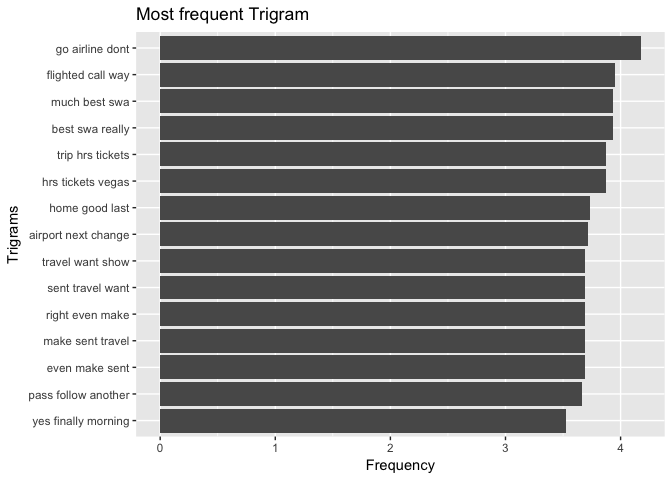 Most frequent Trigram
Trigrams
go airline dont
flighted call way
much best swa
best swa really
trip hrs tickets
hrs tickets vegas
home good last
airport next change
travel want show
sent travel want
right even make
make sent travel
even make sent
pass follow another
yes finally morning
0 1 2 3 4
Frequency